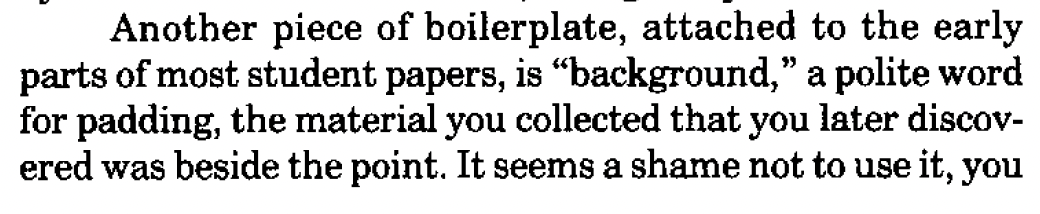 Another piece of boilerplate, attached to the early
parts of most student papers, is “background,” a polite word
for padding, the material you collected that you later discov-
ered was beside the point. It seems a shame not to use it, you